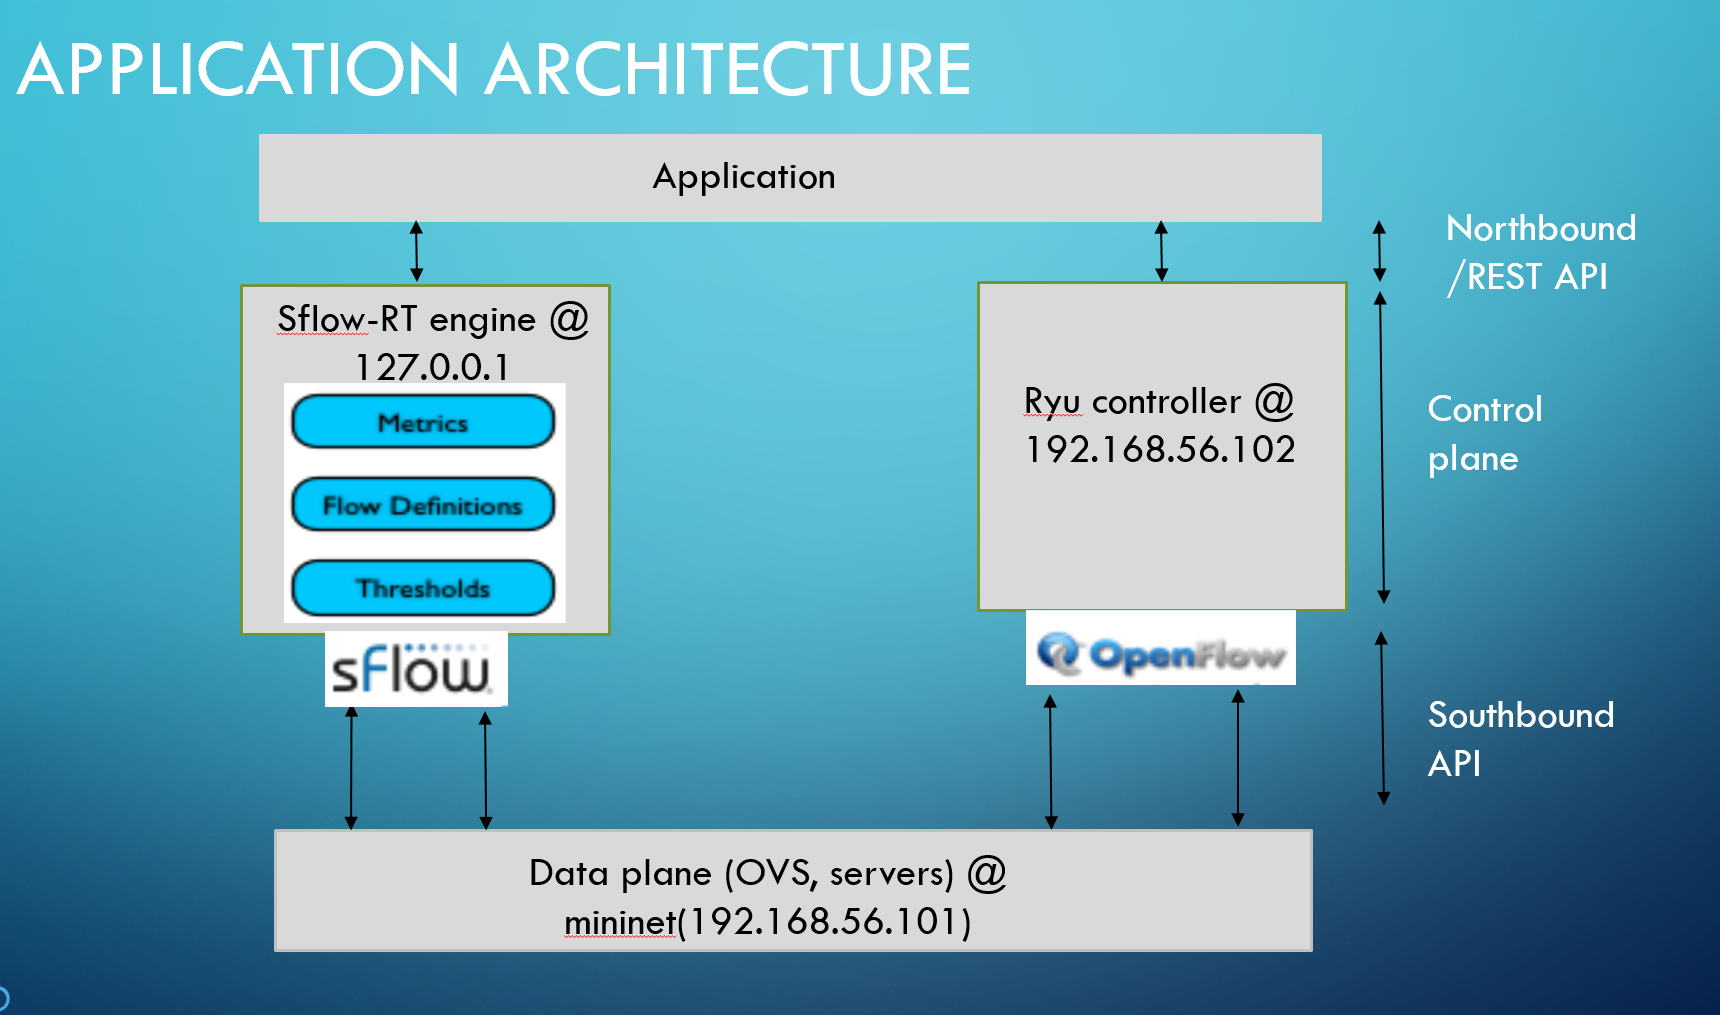 APPLICATION ARCHITECTURE
Application
Northbound
/REST API
Sflow-RT engine @
127.0.0.1
Metrics
Flow Definitions
Thresholds
sFlow
Ryu controller @
192.168.56.102
OpenFlow
Control
plane
Southbound
API
Data plane (OVS, servers) @
mininet(192.168.56.101)